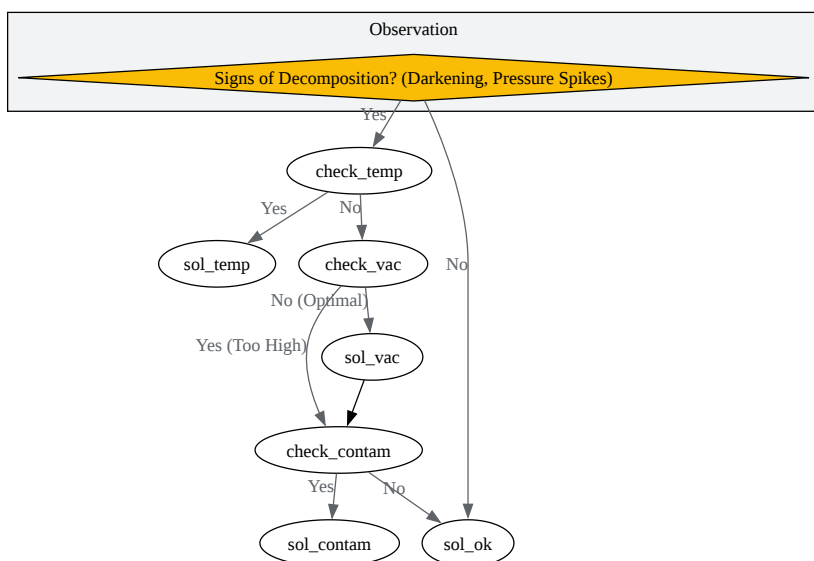 Observation
Signs of Decomposition? (Darkening, Pressure Spikes)
Yes
check_temp
Yes
No
sol_temp
check_vac
No
No (Optimal)
Yes (Too High)
sol_vac
check_contam
Yes
No
sol_contam
sol_ok